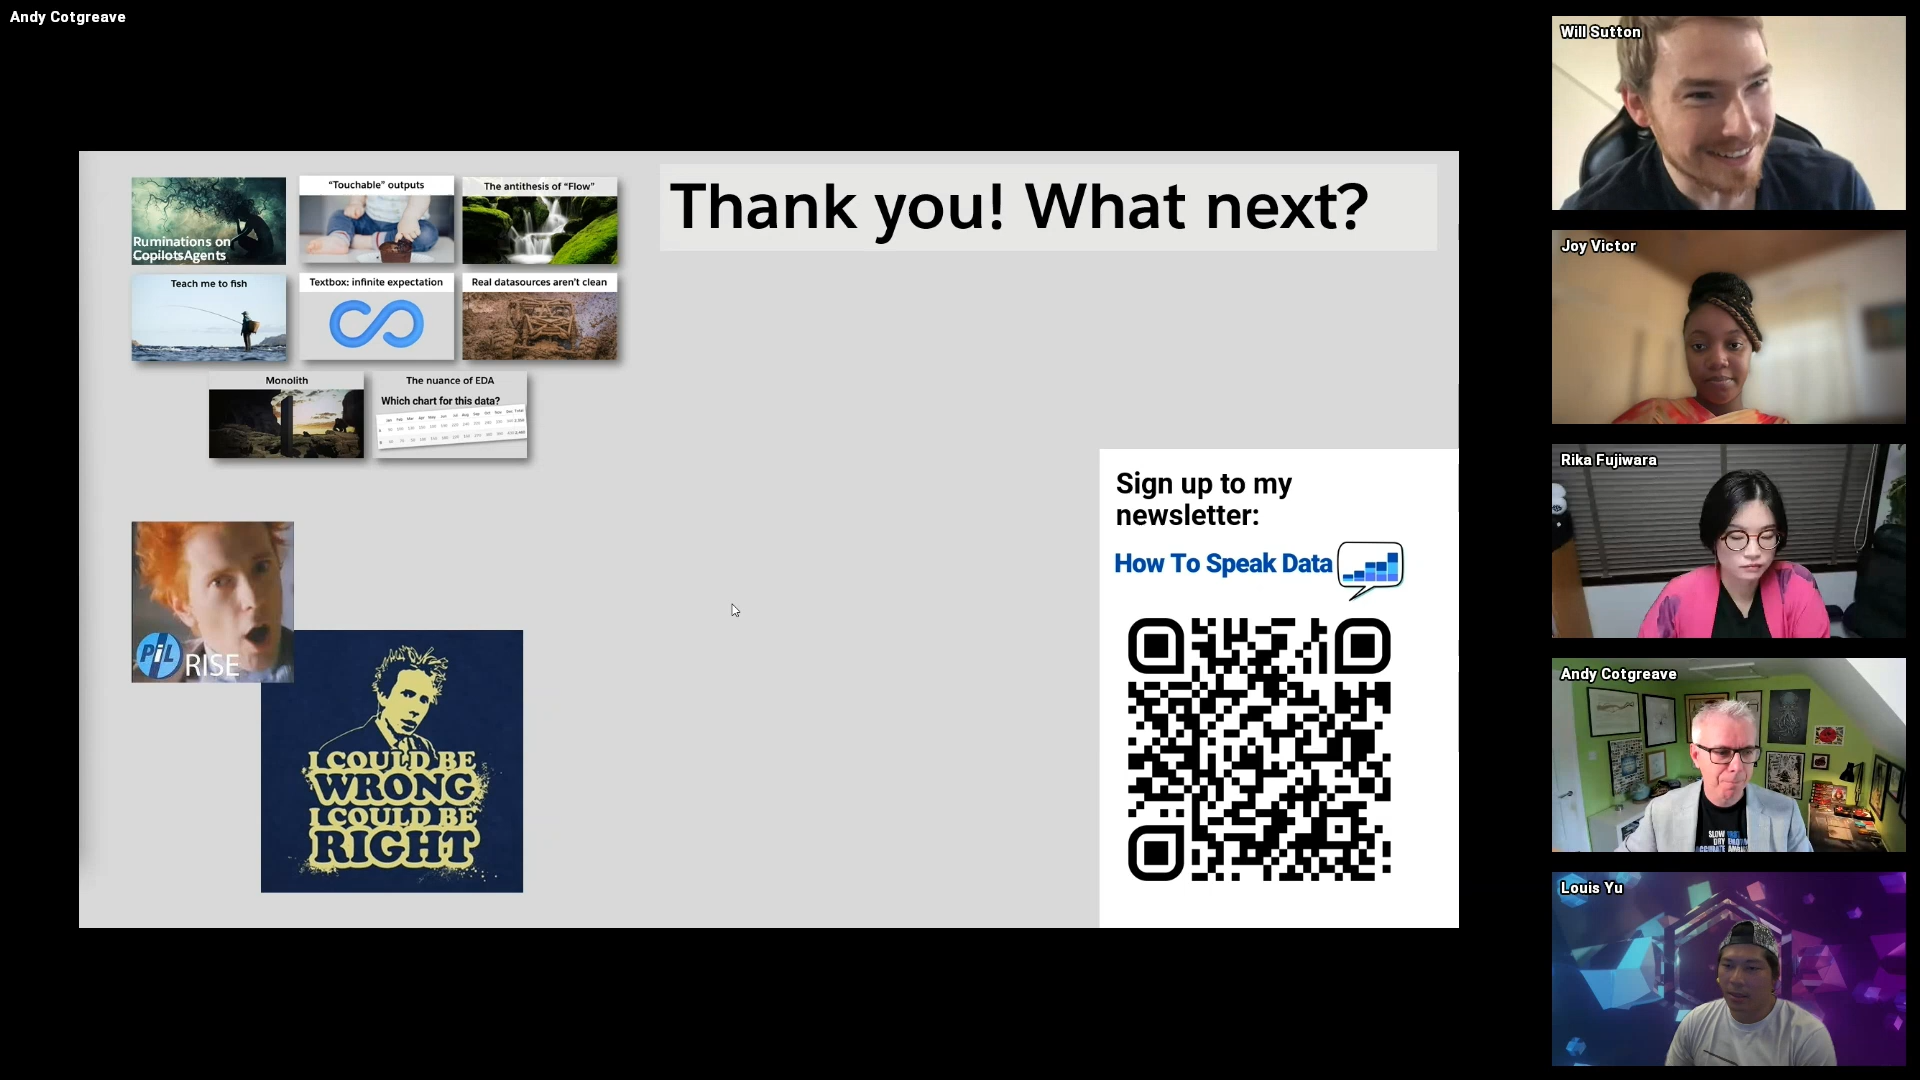 Andy Cotgreave
Ruminations on
CopilotsAgents
“Touchable” outputs
The antithesis of “Flow”
Teach me to fish
Textbox: infinite expectation
Real datasources aren't clean
Monolith
The nuance of EDA
Which chart for this data?
Thank you! What next?
PiL
RISE
I COULD BE
WRONG
I COULD BE
RIGHT
Sign up to my
newsletter:
How To Speak Data
Will Sutton
Joy Victor
Rika Fujiwara
Andy Cotgreave
Louis Yu